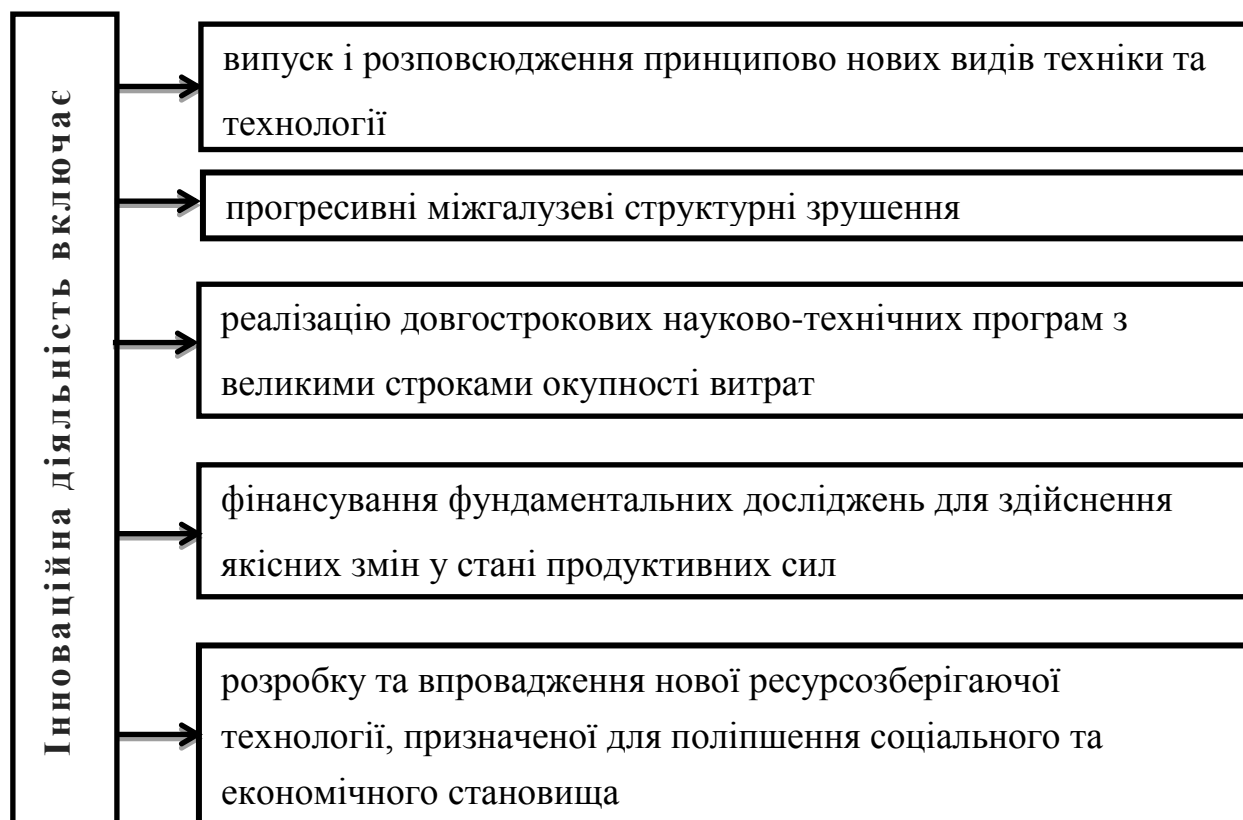 Інноваційна діяльність включає
випуск і розповсюдження принципово нових видів техніки та
технології
прогресивні міжгалузеві структурні зрушення
реалізацію довгострокових науково-технічних програм з
великими строками окупності витрат
фінансування фундаментальних досліджень для здійснення
якісних змін у стані продуктивних сил
розробку та впровадження нової ресурсозберігаючої
технології, призначеної для поліпшення соціального та
економічного становища